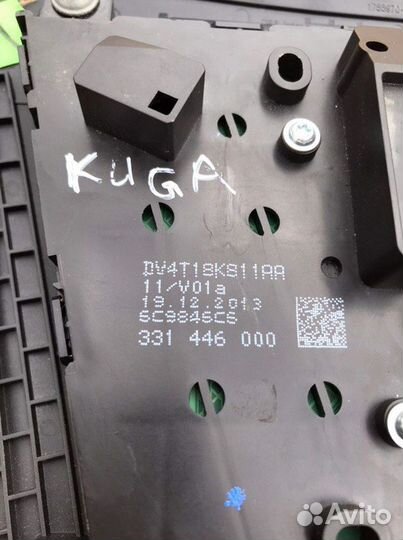 KUGA
DV4T18K811AA
11/V01a
19.12.2013
6C9846C6
331 446 000
Avito